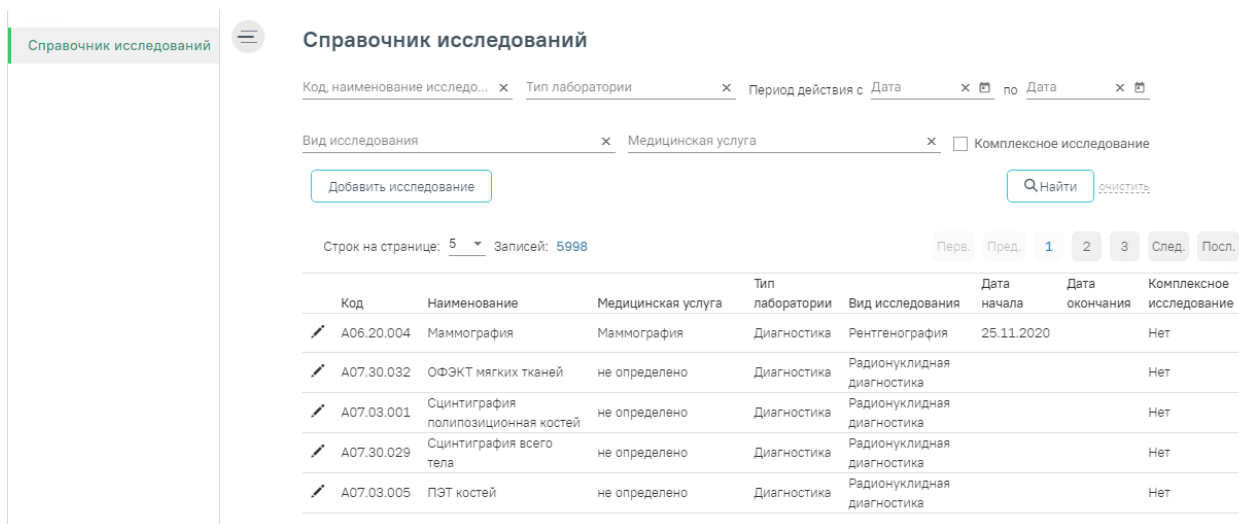 Справочник исследований
Справочник исследований
Код, наименование исследо... Тип лаборатории Период действия с Дата по Дата
Вид исследования Медицинская услуга Комплексное исследование
Добавить исследование Найти очистить
Строк на странице: 5 Записей: 5998 Перв. Пред. 1 2 3 След. Посл.
Тип Дата Дата Комплексное
Код Наименование Медицинская услуга лаборатории Вид исследования начала окончания исследование
A06.20.004 Маммография Маммография Диагностика Рентгенография 25.11.2020 Нет
Радионуклидная
A07.30.032 ОФЭКТ мягких тканей не определено Диагностика Нет
диагностика
Сцинтиграфия Радионуклидная
A07.03.001 не определено Диагностика Нет
полипозиционная костей диагностика
Сцинтиграфия всего Радионуклидная
A07.30.029 не определено Диагностика Нет
тела диагностика
Радионуклидная
A07.03.005 ПЭТ костей не определено Диагностика Нет
диагностика